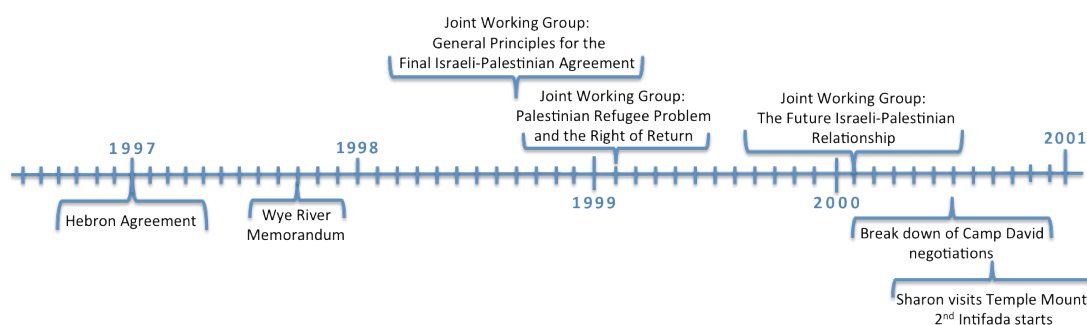 Joint Working Group:
General Principles for the
Final Israeli-Palestinian Agreement
Joint Working Group:
Palestinian Refugee Problem
and the Right of Return
Joint Working Group:
The Future Israeli-Palestinian
Relationship
1997
1998
1999
2000
2001
Hebron Agreement
Wye River
Memorandum
Break down of Camp David
negotiations
Sharon visits Temple Mount
2nd Intifada starts